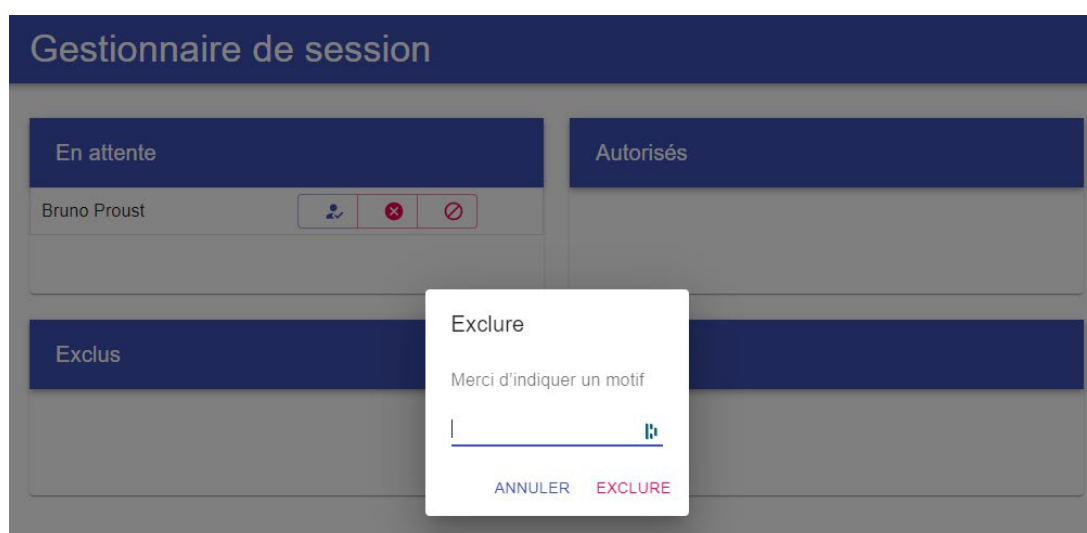 Gestionnaire de session
En attente
Autorisés
Bruno Proust
Exclus
Exclure
Merci d'indiquer un motif
ANNULER EXCLURE